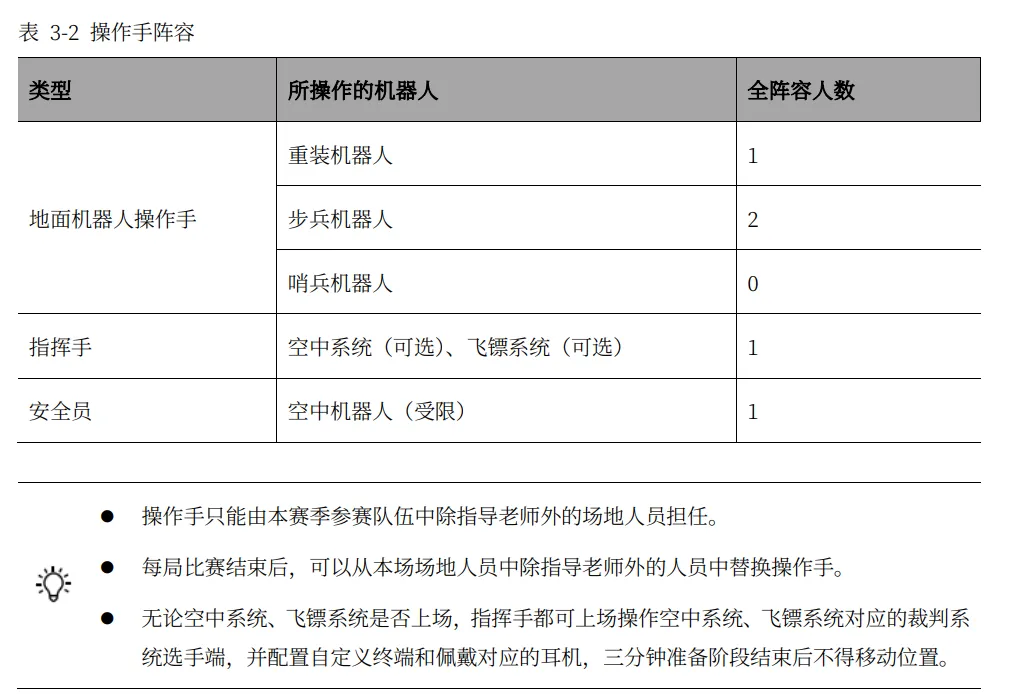 表 3-2 操作手阵容
类型 所操作的机器人 全阵容人数
重装机器人 1
地面机器人操作手 步兵机器人 2
哨兵机器人 0
指挥手 空中系统（可选）、飞镖系统（可选） 1
安全员 空中机器人（受限） 1
● 操作手只能由本赛季参赛队伍中除指导老师外的场地人员担任。
● 每局比赛结束后，可以从本场场地人员中除指导老师外的人员中替换操作手。
● 无论空中系统、飞镖系统是否上场，指挥手都可上场操作空中系统、飞镖系统对应的裁判系
统选手端，并配置自定义终端和佩戴对应的耳机，三分钟准备阶段结束后不得移动位置。